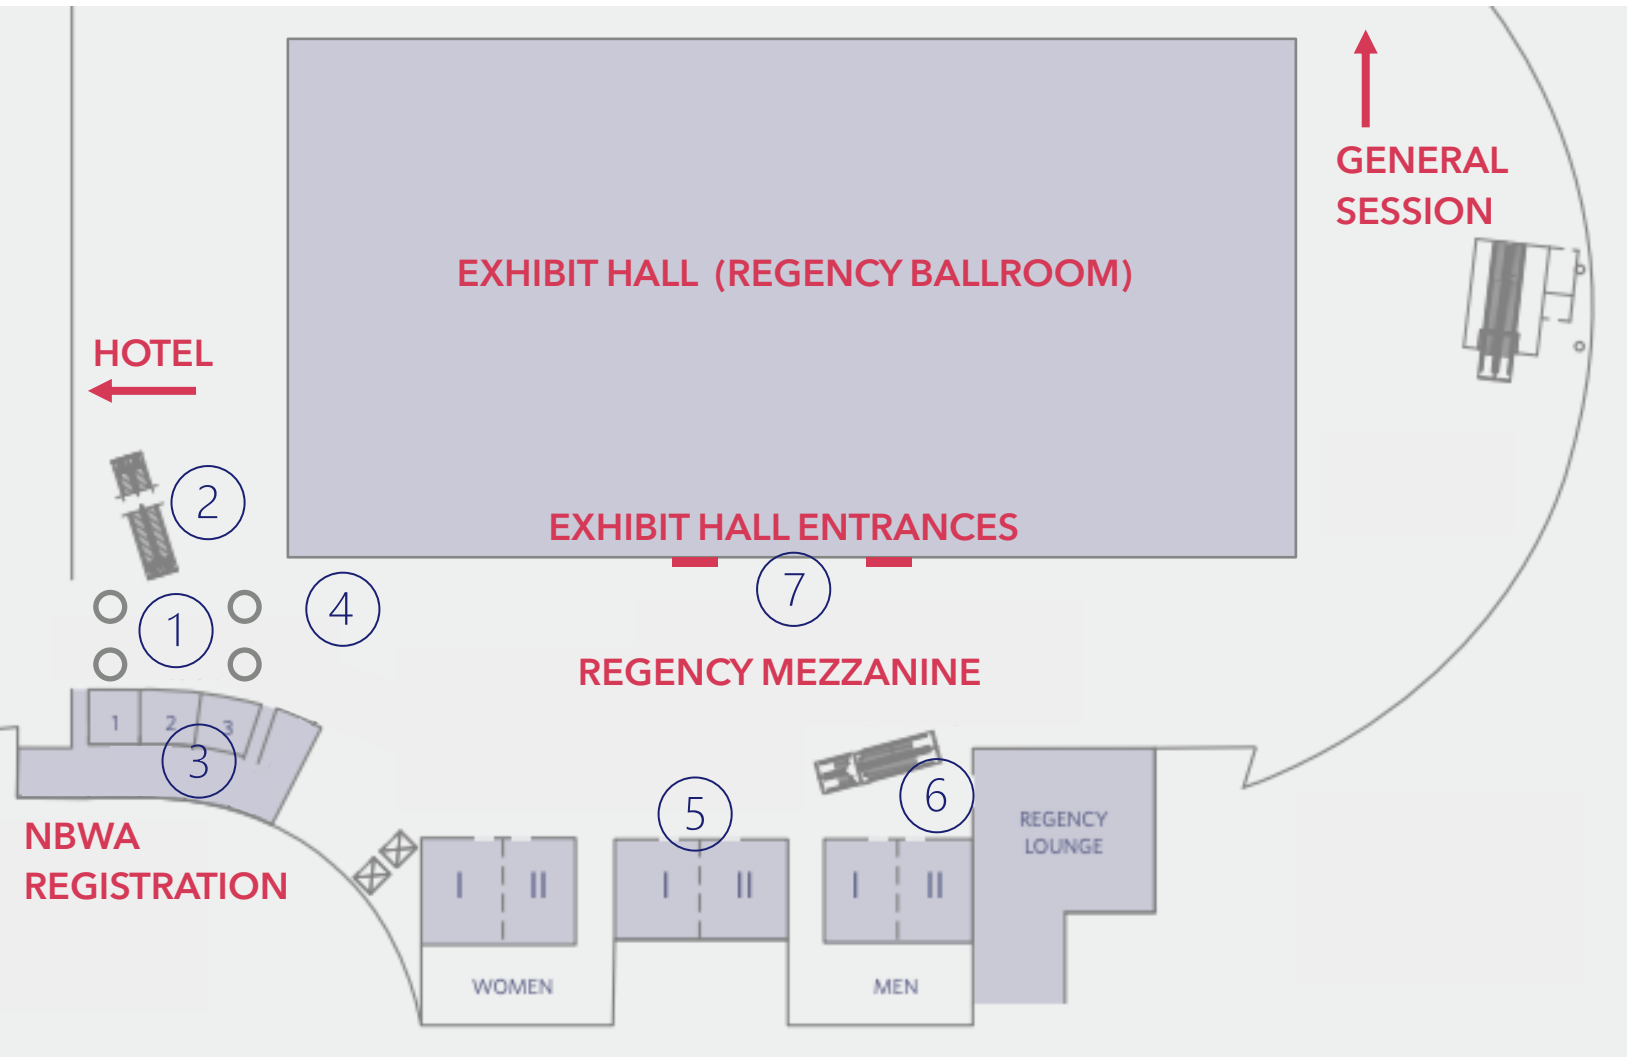 GENERAL
SESSION
EXHIBIT HALL (REGENCY BALLROOM)
HOTEL
2
EXHIBIT HALL ENTRANCES
7
4
1
REGENCY MEZZANINE
1
2
3
3
6
5
REGENCY
LOUNGE
NBWA
REGISTRATION
I
II
I
II
I
II
WOMEN
MEN